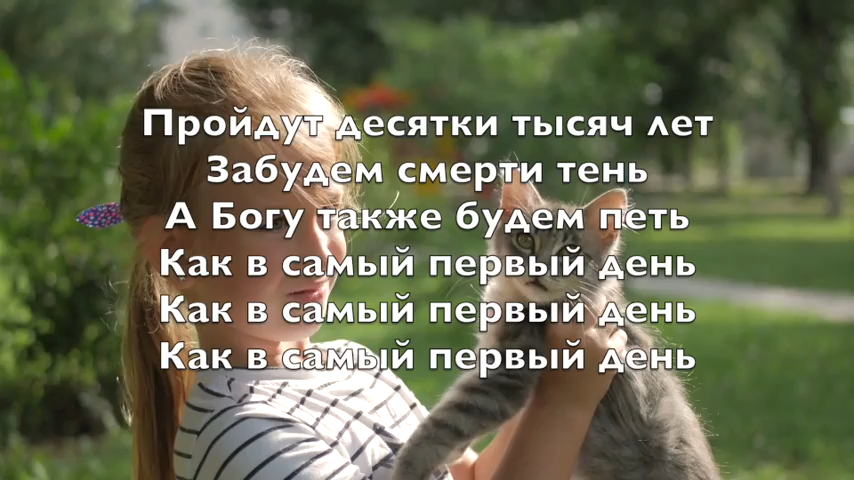 Пройдут десятки тысяч лет
Забудем смерти тень
А Богу также будем петь
Как в самый первый день
Как в самый первый день
Как в самый первый день